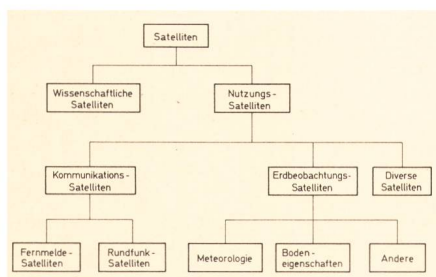 Satelliten
Wissenschaftliche
Satelliten
Nutzungs-
Satelliten
Kommunikations-
Satelliten
Erdbeobachtungs-
Satelliten
Diverse
Satelliten
Fernmelde-
Satelliten
Rundfunk-
Satelliten
Meteorologie
Boden-
eigenschaften
Andere